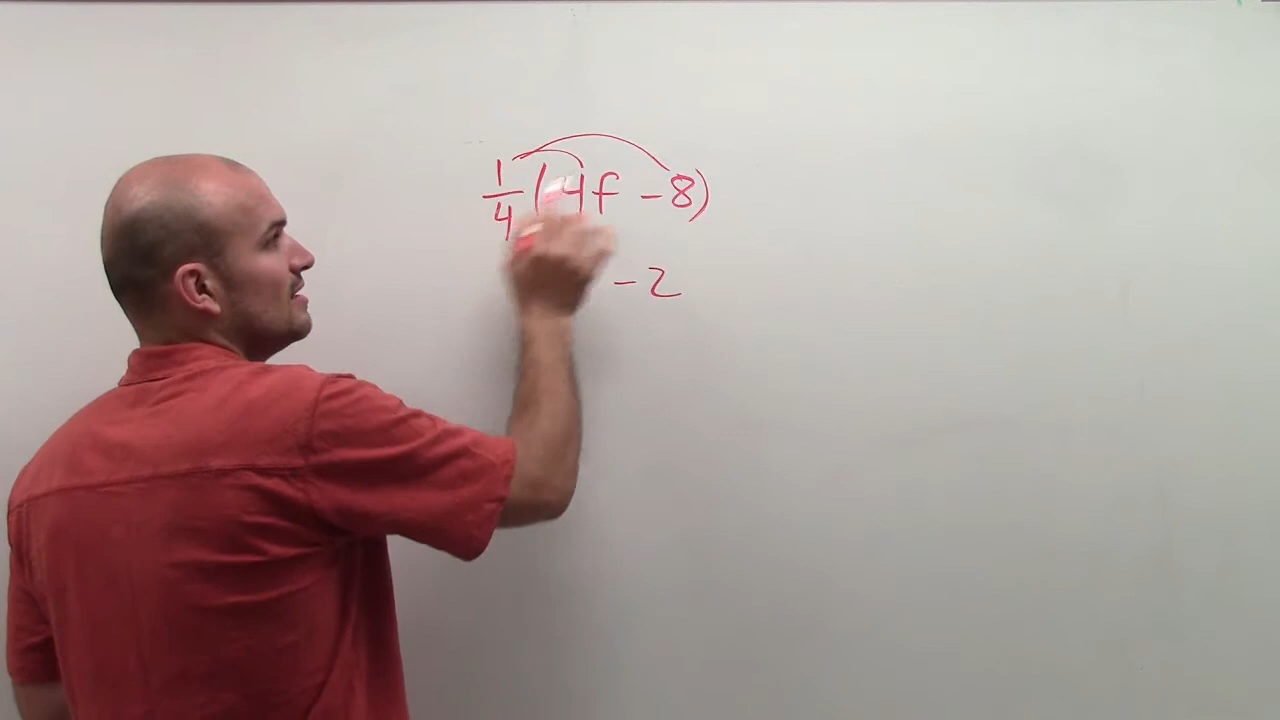 1/4 (4f - 8)
- 2